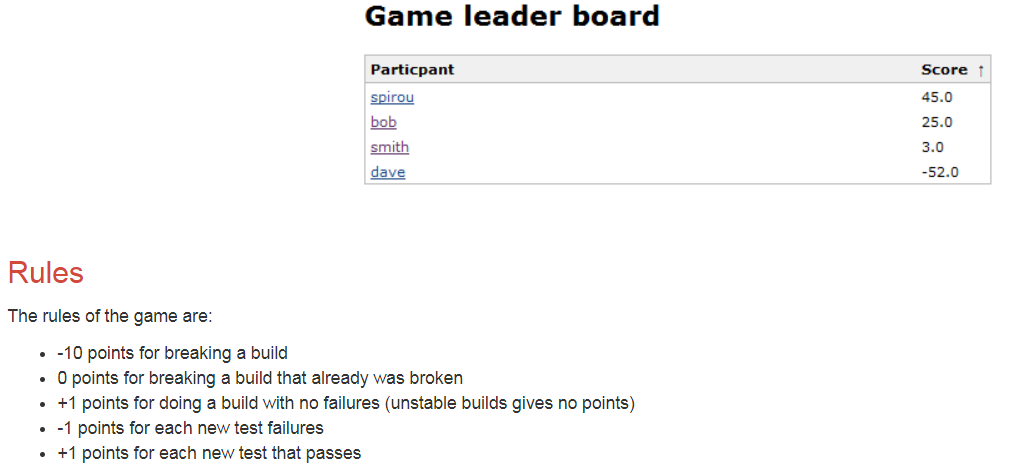 Game leader board
Particpant Score ↑
spirou 45.0
bob 25.0
smith 3.0
dave -52.0
Rules
The rules of the game are:
• -10 points for breaking a build
• 0 points for breaking a build that already was broken
• +1 points for doing a build with no failures (unstable builds gives no points)
• -1 points for each new test failures
• +1 points for each new test that passes